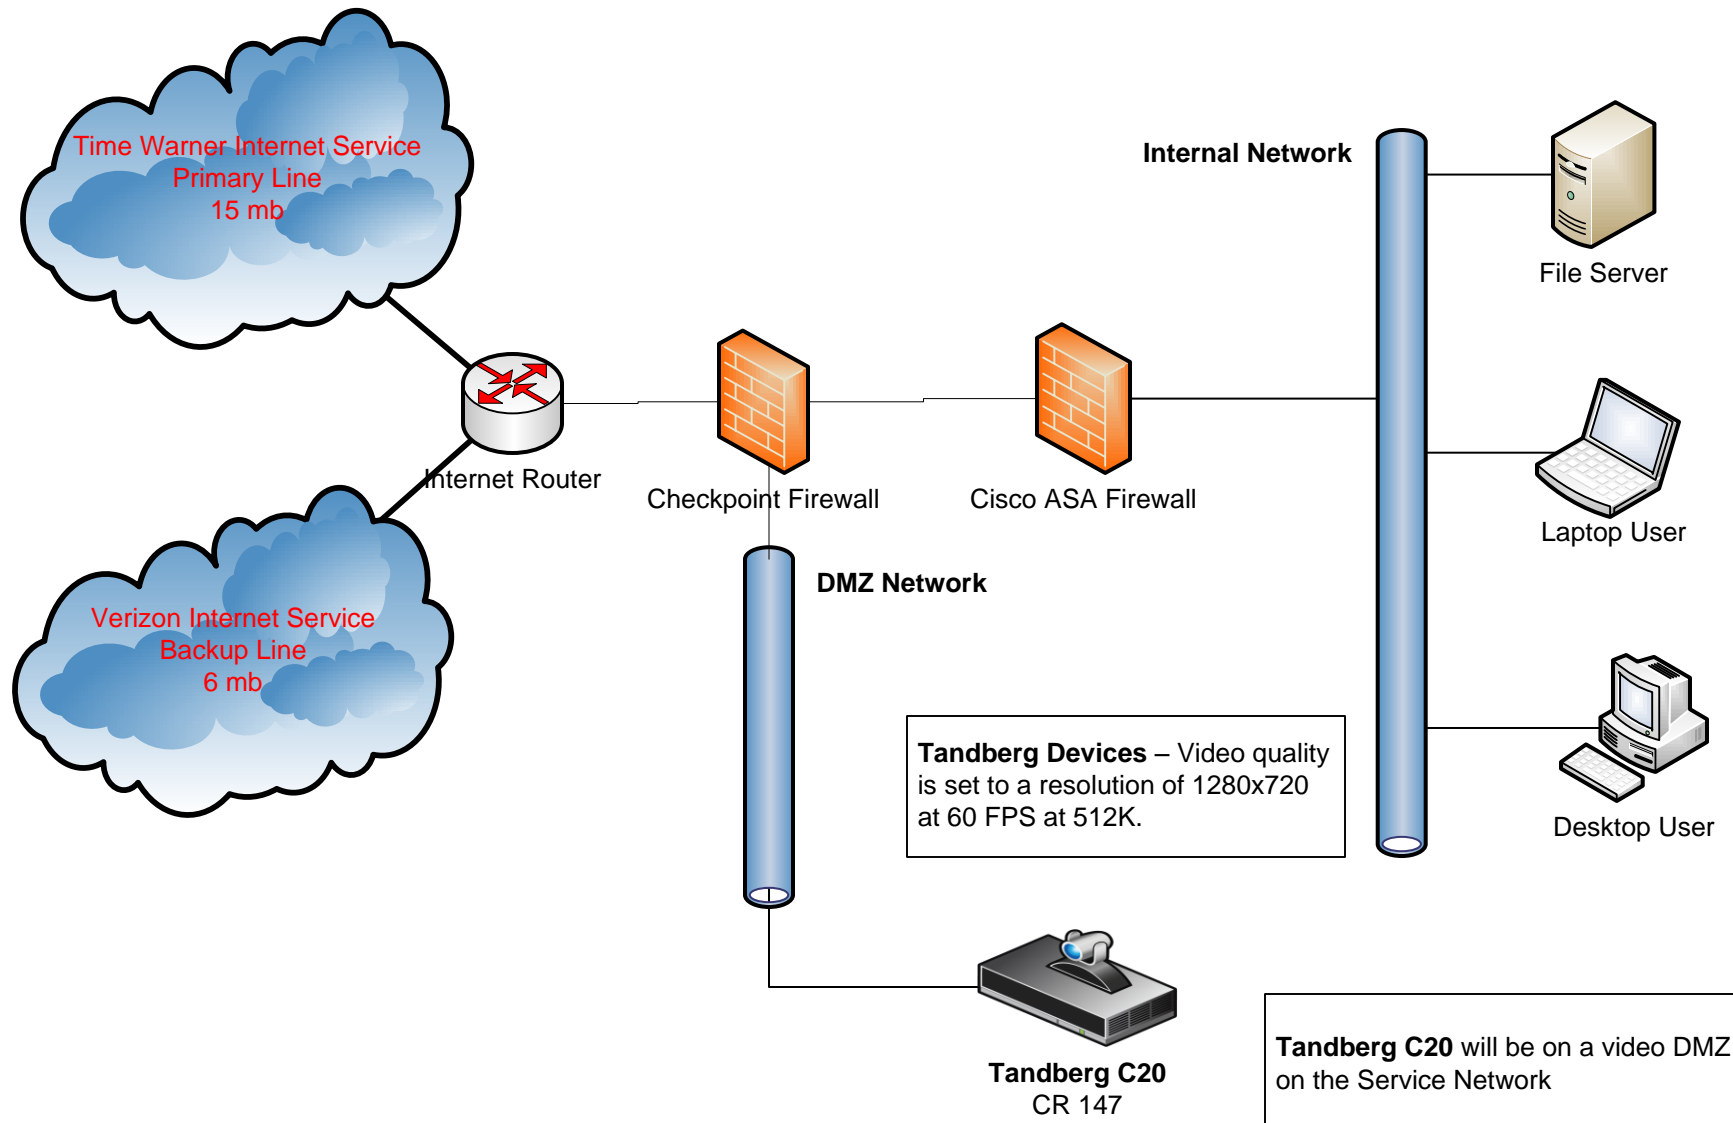 Time Warner Internet Service
Primary Line
15 mb
Internal Network
File Server
Internet Router
Checkpoint Firewall
Cisco ASA Firewall
Laptop User
DMZ Network
Verizon Internet Service
Backup Line
6 mb
Tandberg Devices – Video quality
is set to a resolution of 1280x720
at 60 FPS at 512K.
Desktop User
Tandberg C20
CR 147
Tandberg C20 will be on a video DMZ
on the Service Network